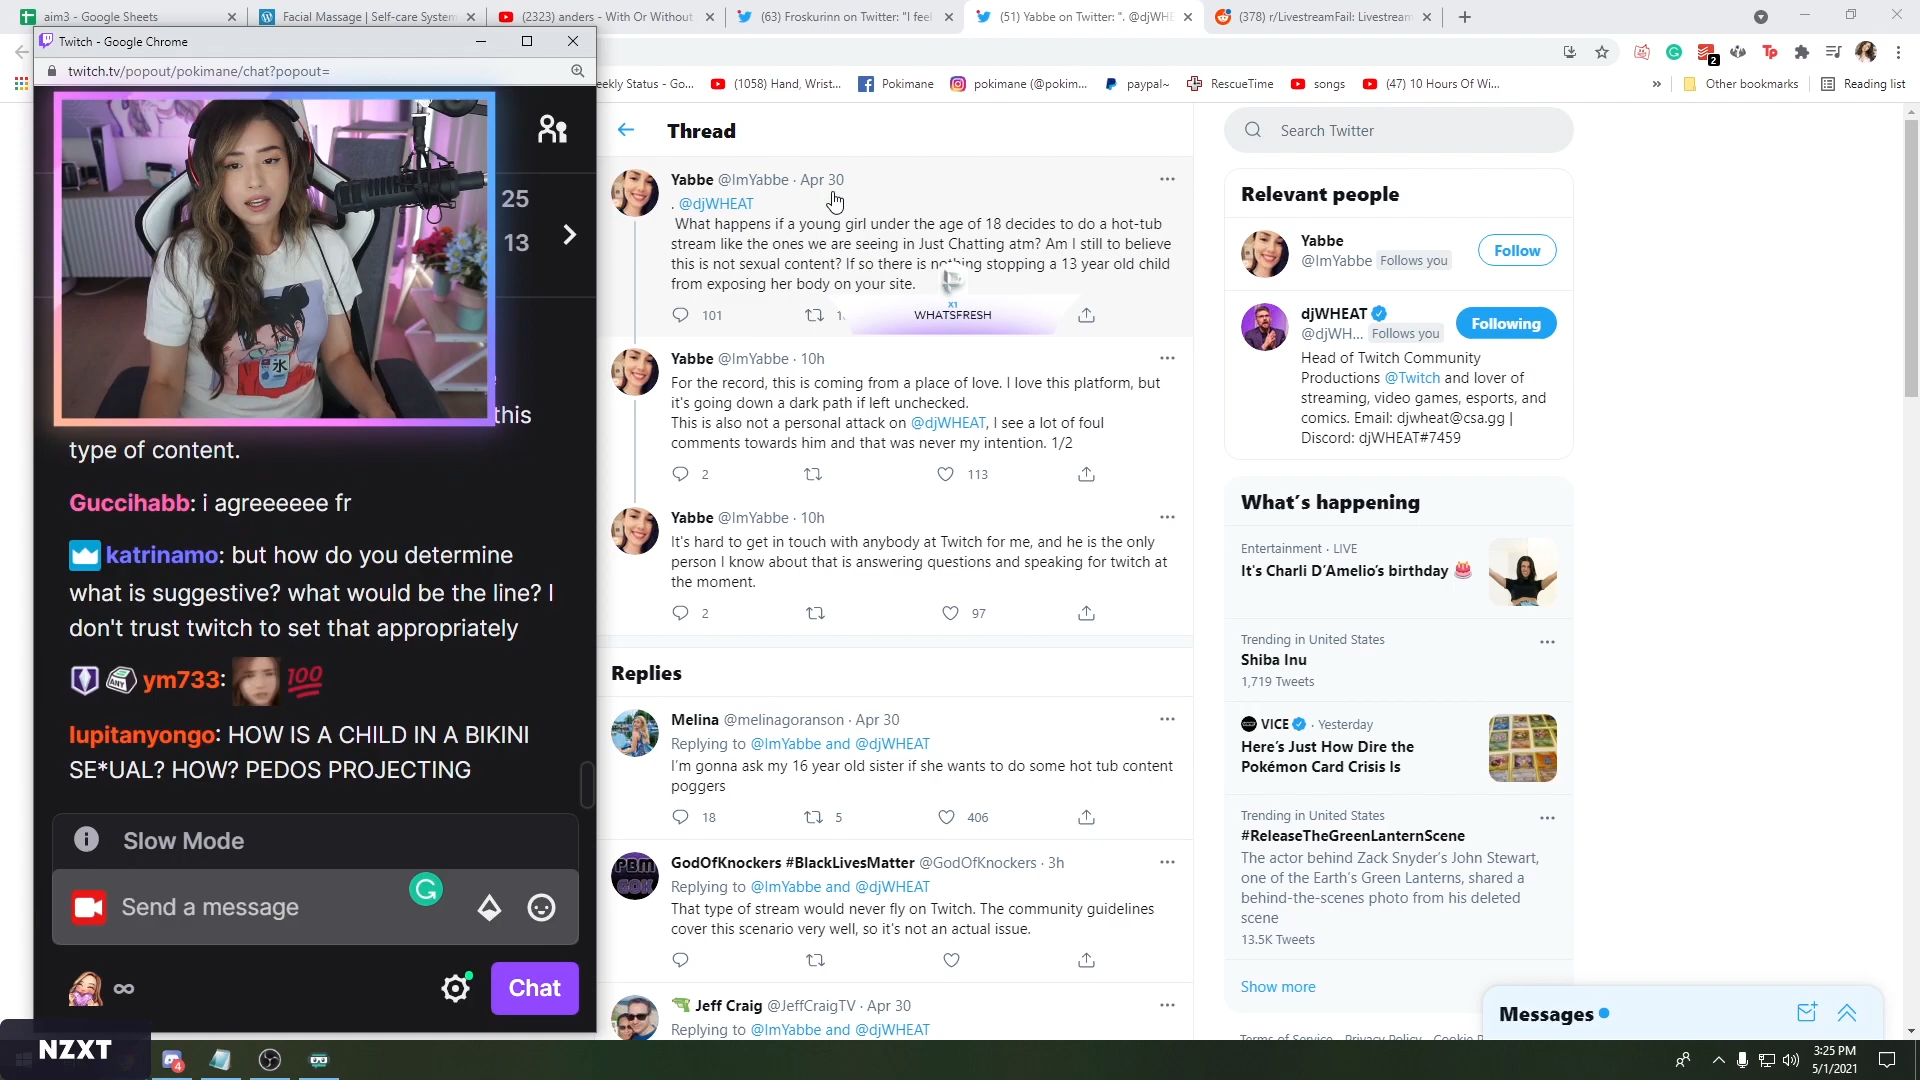 aim3 - Google Sheets
Facial Massage | Self-care System
(2323) anders - With Or Without
(63) Froskurinn on Twitter: "I feel
(51) Yabbe on Twitter: ". @djWHE
(378) r/LivestreamFail: Livestream
Twitch - Google Chrome
twitch.tv/popout/pokimane/chat?popout=
2
eekly Status - Go...
(1058) Hand, Wrist...
Pokimane
pokimane (@pokim...
paypal~
RescueTime
songs
(47) 10 Hours Of Wi...
Other bookmarks
Reading list
25
13
氷
this
type of content.
Guccihabb: i agreeeeee fr
katrinamo: but how do you determine
what is suggestive? what would be the line? I
don't trust twitch to set that appropriately
ANY ym733: 100
lupitanyongo: HOW IS A CHILD IN A BIKINI
SE*UAL? HOW? PEDOS PROJECTING
Slow Mode
Send a message
Chat
NZXT
4
Thread
Yabbe @ImYabbe · Apr 30
. @djWHEAT
What happens if a young girl under the age of 18 decides to do a hot-tub
stream like the ones we are seeing in Just Chatting atm? Am I still to believe
this is not sexual content? If so there is nothing stopping a 13 year old child
from exposing her body on your site.
101
X1
WHATSFRESH
Yabbe @ImYabbe · 10h
For the record, this is coming from a place of love. I love this platform, but
it's going down a dark path if left unchecked.
This is also not a personal attack on @djWHEAT, I see a lot of foul
comments towards him and that was never my intention. 1/2
2
113
Yabbe @ImYabbe · 10h
It's hard to get in touch with anybody at Twitch for me, and he is the only
person I know about that is answering questions and speaking for twitch at
the moment.
2
97
Replies
Melina @melinagoranson · Apr 30
Replying to @ImYabbe and @djWHEAT
I'm gonna ask my 16 year old sister if she wants to do some hot tub content
poggers
18
5
406
PBM
GOK
GodOfKnockers #BlackLivesMatter @GodOfKnockers · 3h
Replying to @ImYabbe and @djWHEAT
That type of stream would never fly on Twitch. The community guidelines
cover this scenario very well, so it's not an actual issue.
Jeff Craig @JeffCraigTV · Apr 30
Replying to @ImYabbe and @djWHEAT
Search Twitter
Relevant people
Yabbe
@ImYabbe Follows you
Follow
djWHEAT
@djWH... Follows you
Following
Head of Twitch Community
Productions @Twitch and lover of
streaming, video games, esports, and
comics. Email: djwheat@csa.gg |
Discord: djWHEAT#7459
What's happening
Entertainment · LIVE
It's Charli D'Amelio's birthday
Trending in United States
Shiba Inu
1,719 Tweets
VICE · Yesterday
Here's Just How Dire the
Pokémon Card Crisis Is
Trending in United States
#ReleaseTheGreenLanternScene
The actor behind Zack Snyder's John Stewart,
one of the Earth's Green Lanterns, shared a
behind-the-scenes photo from his deleted
scene
13.5K Tweets
Show more
Terms of Service Privacy Policy Cookie P
Messages
3:25 PM
5/1/2021